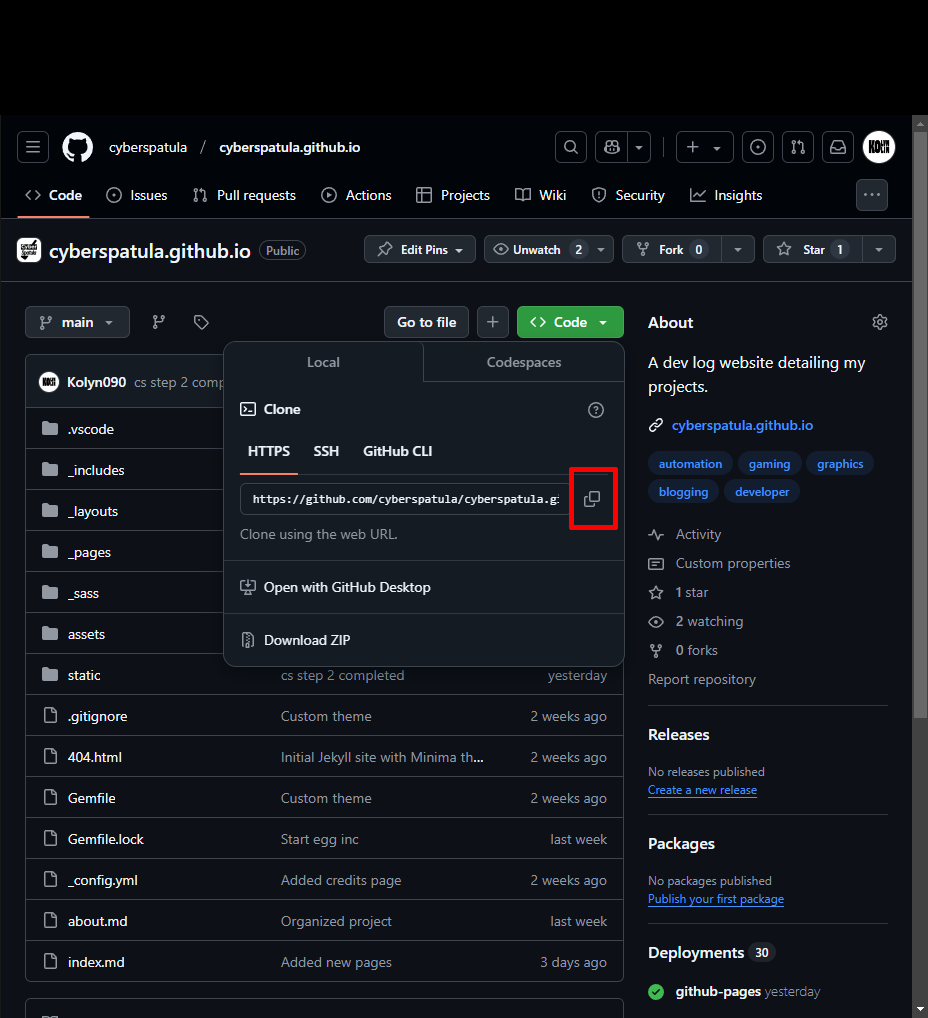 cyberspatula / cyberspatula.github.io
Code Issues Pull requests Actions Projects Wiki Security Insights
cyberspatula.github.io Public Edit Pins Unwatch 2 Fork 0 Star 1
main Go to file Code
Local Codespaces
Kolyn090 cs step 2 comp
Clone
HTTPS SSH GitHub CLI
https://github.com/cyberspatula/cyberspatula.gi
Clone using the web URL.
Open with GitHub Desktop
Download ZIP
.vscode
_includes
_layouts
_pages
_sass
assets
static cs step 2 completed yesterday
.gitignore Custom theme 2 weeks ago
404.html Initial Jekyll site with Minima th... 2 weeks ago
Gemfile Custom theme 2 weeks ago
Gemfile.lock Start egg inc last week
_config.yml Added credits page 2 weeks ago
about.md Organized project last week
index.md Added new pages 3 days ago
About
A dev log website detailing my
projects.
cyberspatula.github.io
automation gaming graphics
blogging developer
Activity
Custom properties
1 star
2 watching
0 forks
Report repository
Releases
No releases published
Create a new release
Packages
No packages published
Publish your first package
Deployments 30
github-pages yesterday